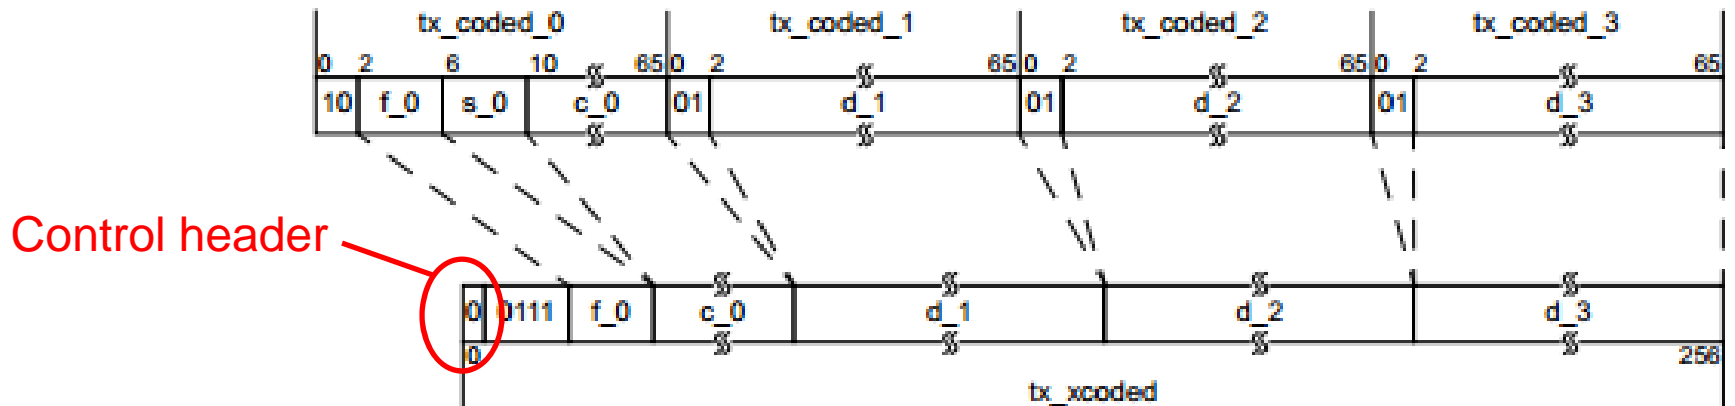 tx_coded_0 tx_coded_1 tx_coded_2 tx_coded_3
0 2 6 10 65 0 2 65 0 2 65 0 2 65
10 f_0 s_0 c_0 01 d_1 01 d_2 01 d_3
Control header
0 0111 f_0 c_0 d_1 d_2 d_3
0 256
tx_xcoded